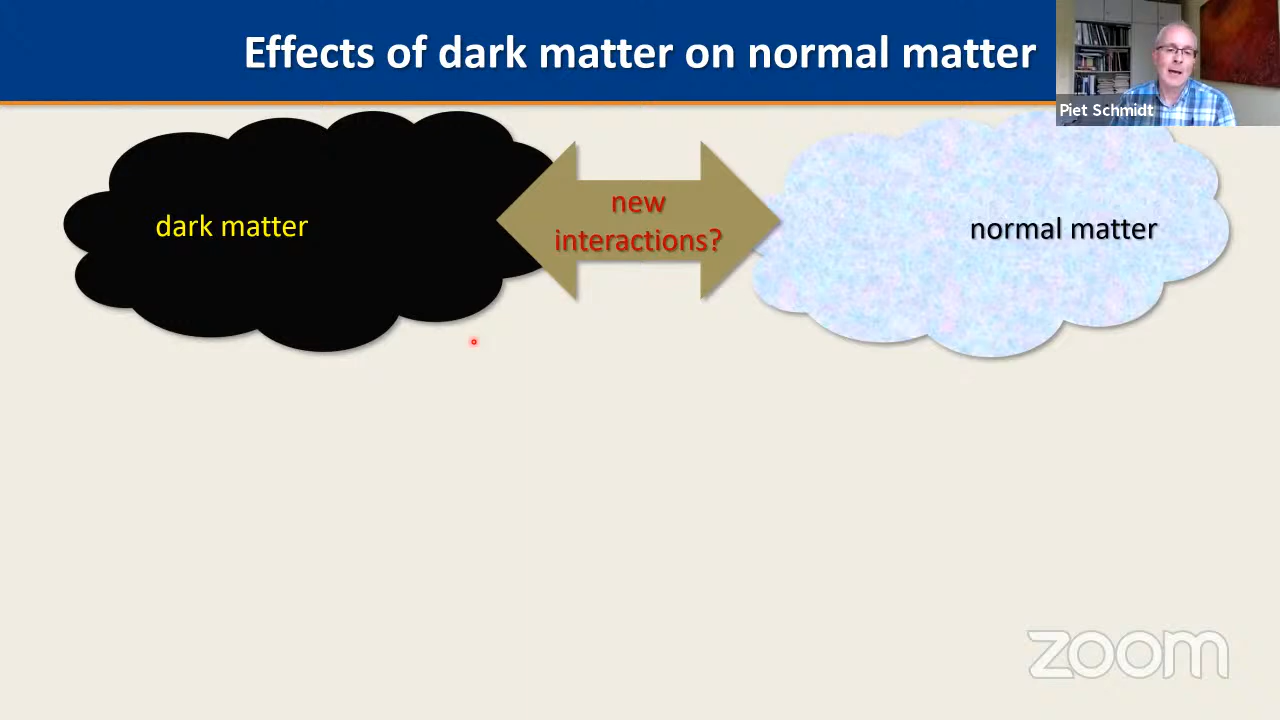 Effects of dark matter on normal matter
Piet Schmidt
dark matter
new
interactions?
normal matter
zoom